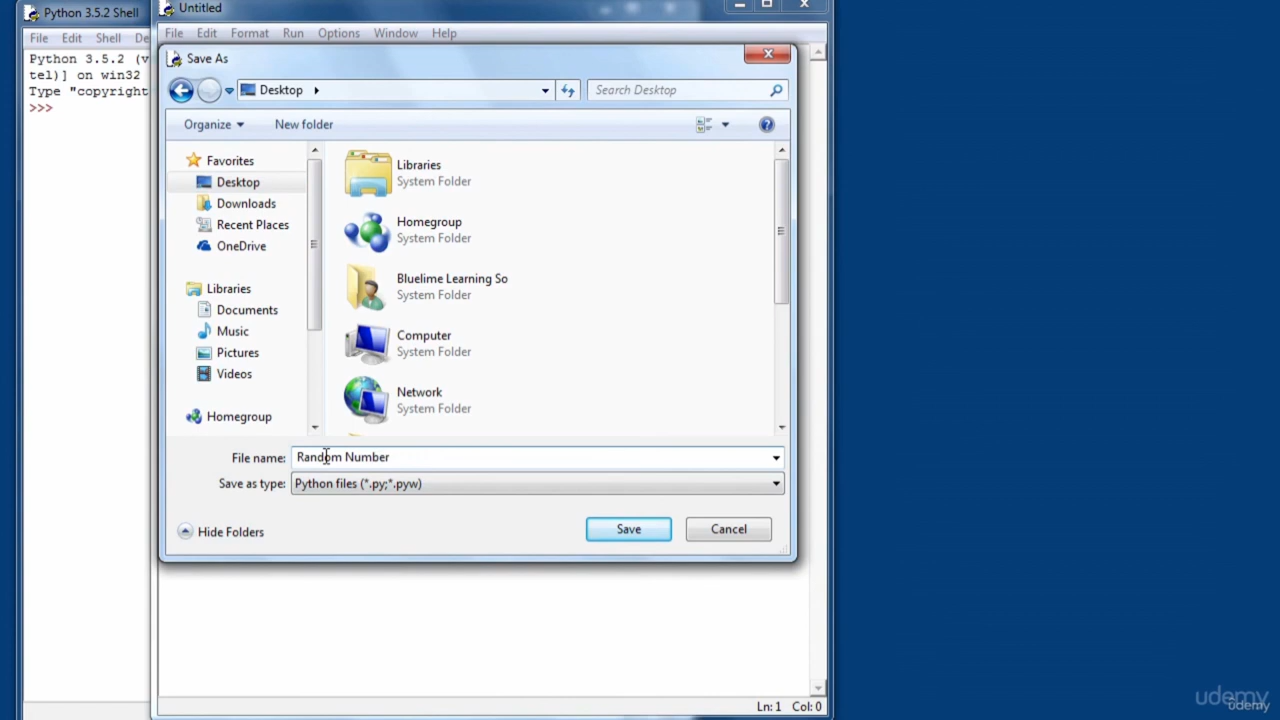 Python 3.5.2 Shell
File Edit Shell De
Python 3.5.2 (v
tel)] on win32
Type "copyright
>>>
Untitled
File Edit Format Run Options Window Help
Save As
Desktop
Search Desktop
Organize New folder
Favorites
Desktop
Downloads
Recent Places
OneDrive
Libraries
Documents
Music
Pictures
Videos
Homegroup
Libraries
System Folder
Homegroup
System Folder
Bluelime Learning So
System Folder
Computer
System Folder
Network
System Folder
File name: Random Number
Save as type: Python files (*.py;*.pyw)
Hide Folders
Save Cancel
Ln: 1 Col: 0
udemy
udemy